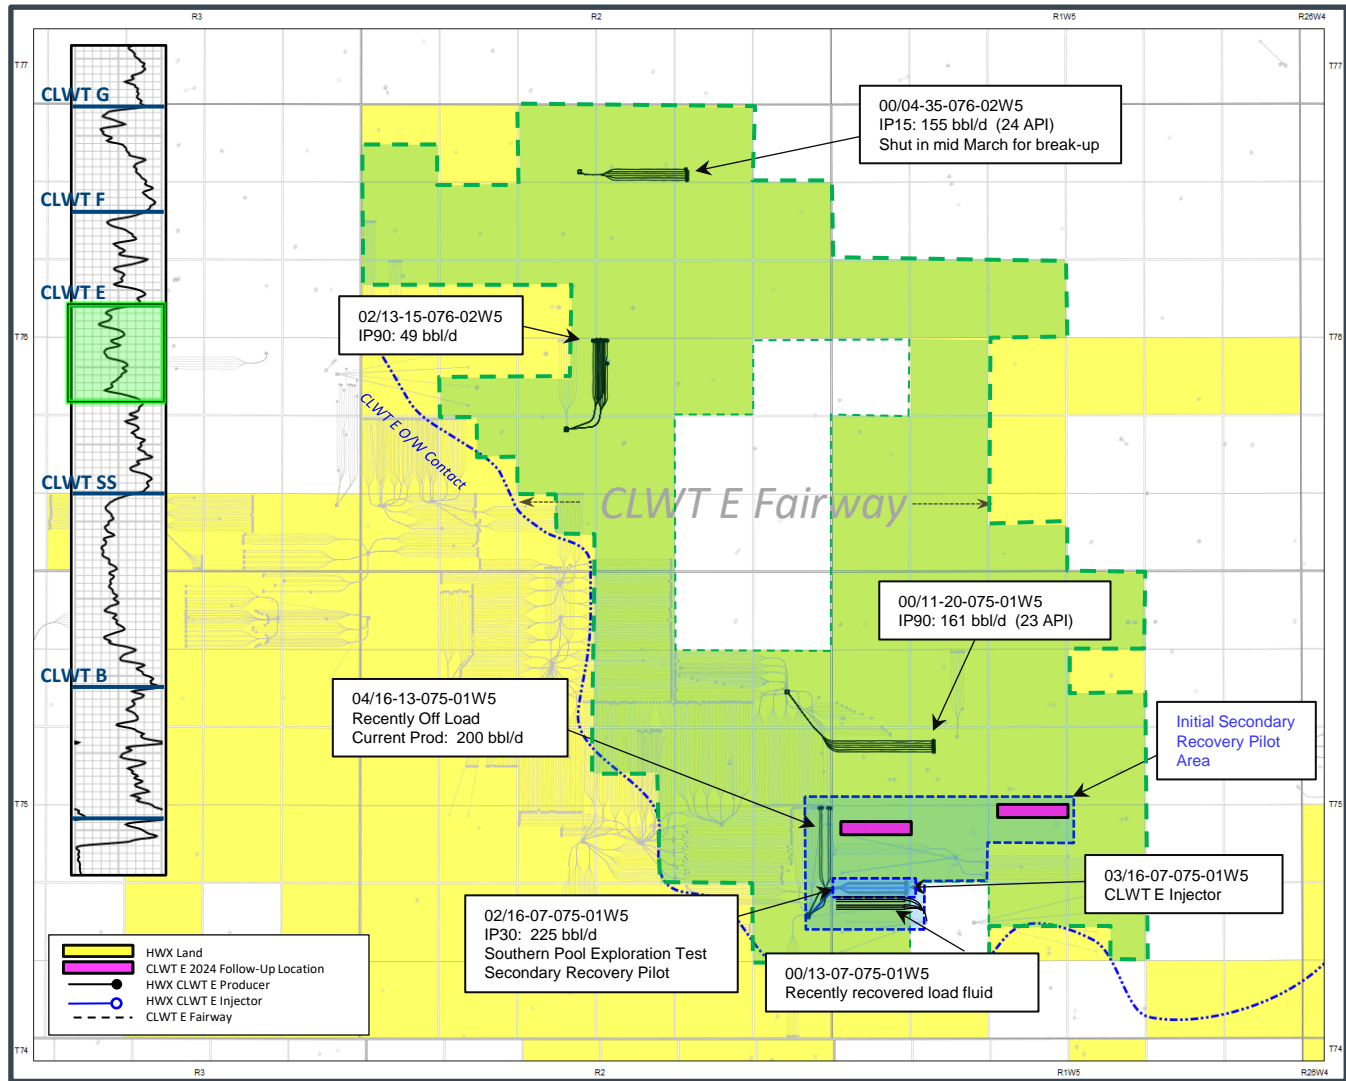 R3
R2
R1W5
R26W4
T77
T77
CLWT G
00/04-35-076-02W5
IP15: 155 bbl/d  (24 API)
Shut in mid March for break-up
CLWT F
CLWT E
02/13-15-076-02W5
IP90: 49 bbl/d
T76
T76
CLWT E O/W Contact
CLWT SS
CLWT E Fairway
00/11-20-075-01W5
IP90: 161 bbl/d  (23 API)
CLWT B
04/16-13-075-01W5
Recently Off Load
Current Prod:  200 bbl/d
Initial Secondary
Recovery Pilot
Area
T75
T75
03/16-07-075-01W5
CLWT E Injector
02/16-07-075-01W5
IP30:  225 bbl/d
Southern Pool Exploration Test
Secondary Recovery Pilot
00/13-07-075-01W5
Recently recovered load fluid
HWX Land
CLWT E 2024 Follow-Up Location
HWX CLWT E Producer
HWX CLWT E Injector
CLWT E Fairway
T74
T74
R3
R2
R1W5
R26W4